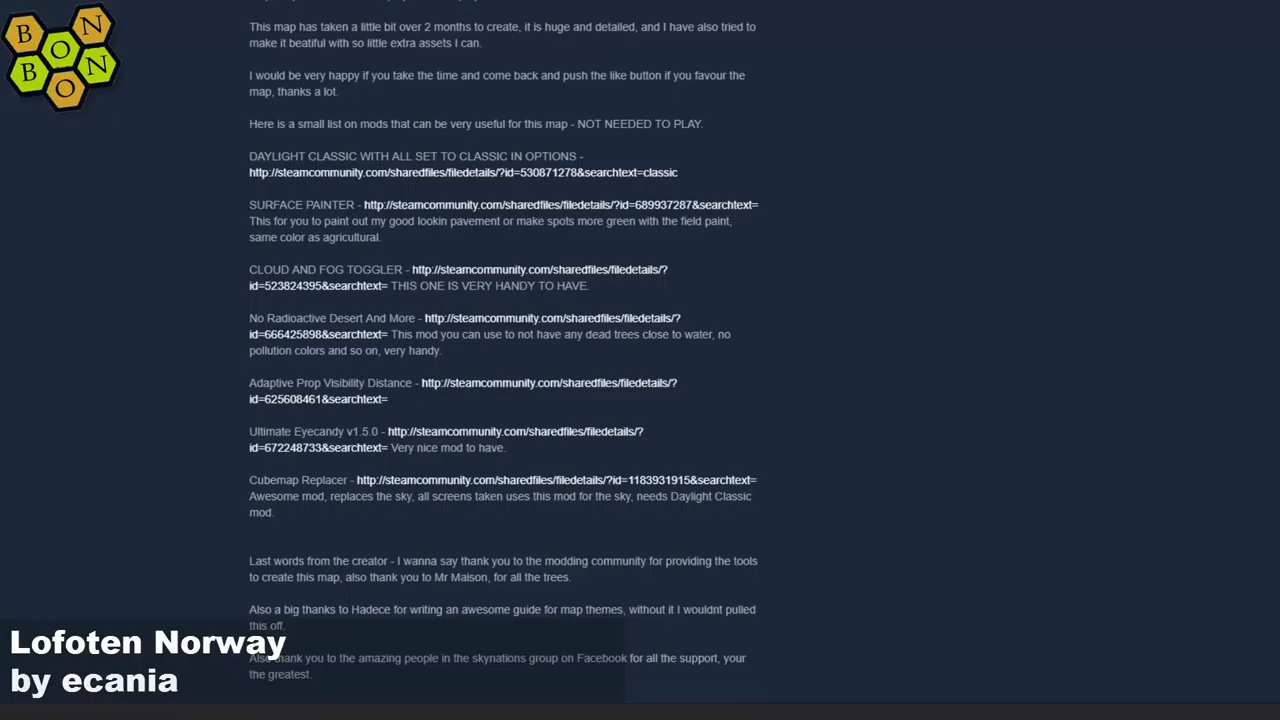 B
O
N
B
O
N
This map has taken a little bit over 2 months to create, it is huge and detailed, and I have also tried to
make it beatiful with so little extra assets I can.
I would be very happy if you take the time and come back and push the like button if you favour the
map, thanks a lot.
Here is a small list on mods that can be very useful for this map - NOT NEEDED TO PLAY.
DAYLIGHT CLASSIC WITH ALL SET TO CLASSIC IN OPTIONS -
http://steamcommunity.com/sharedfiles/filedetails/?id=530871278&searchtext=classic
SURFACE PAINTER - http://steamcommunity.com/sharedfiles/filedetails/?id=689937287&searchtext=
This for you to paint out my good lookin pavement or make spots more green with the field paint,
same color as agricultural.
CLOUD AND FOG TOGGLER - http://steamcommunity.com/sharedfiles/filedetails/?
id=523824395&searchtext= THIS ONE IS VERY HANDY TO HAVE.
No Radioactive Desert And More - http://steamcommunity.com/sharedfiles/filedetails/?
id=666425898&searchtext= This mod you can use to not have any dead trees close to water, no
pollution colors and so on, very handy.
Adaptive Prop Visibility Distance - http://steamcommunity.com/sharedfiles/filedetails/?
id=625608461&searchtext=
Ultimate Eyecandy v1.5.0 - http://steamcommunity.com/sharedfiles/filedetails/?
id=672248733&searchtext= Very nice mod to have.
Cubemap Replacer - http://steamcommunity.com/sharedfiles/filedetails/?id=1183931915&searchtext=
Awesome mod, replaces the sky, all screens taken uses this mod for the sky, needs Daylight Classic
mod.
Last words from the creator - I wanna say thank you to the modding community for providing the tools
to create this map, also thank you to Mr Maison, for all the trees.
Also a big thanks to Hadece for writing an awesome guide for map themes, without it I wouldnt pulled
this off.
Also thank you to the amazing people in the skynations group on Facebook for all the support, your
the greatest.
Lofoten Norway
by ecania